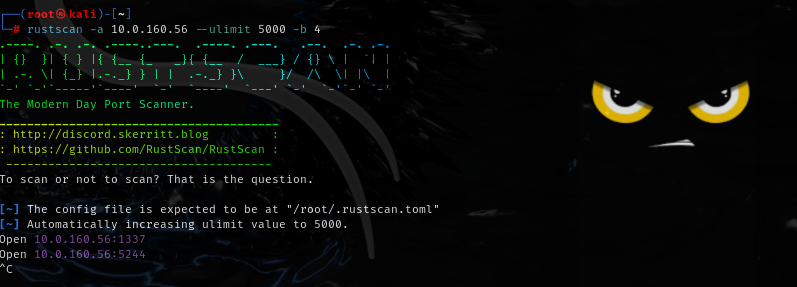 ┌──(root㉿kali)-[~]
└─# rustscan -a 10.0.160.56 --ulimit 5000 -b 4
.----. .-. .-. .----..---.  .----. .---.   .--.  .-. .-.
| {}  }| { } |{ {__ {_   _}{ {__  /  ___} / {} \ |  `| |
| .-. \| {_} |.-._} } | |  .-._} }\     }/  /\  \| |\  |
`-' `-'`-----'`----'  `-'  `----'  `---' `-'  `-'`-' `-'
The Modern Day Port Scanner.
________________________________________
: http://discord.skerritt.blog         :
: https://github.com/RustScan/RustScan :
 --------------------------------------
To scan or not to scan? That is the question.
[~] The config file is expected to be at "/root/.rustscan.toml"
[~] Automatically increasing ulimit value to 5000.
Open 10.0.160.56:1337
Open 10.0.160.56:5244
^C